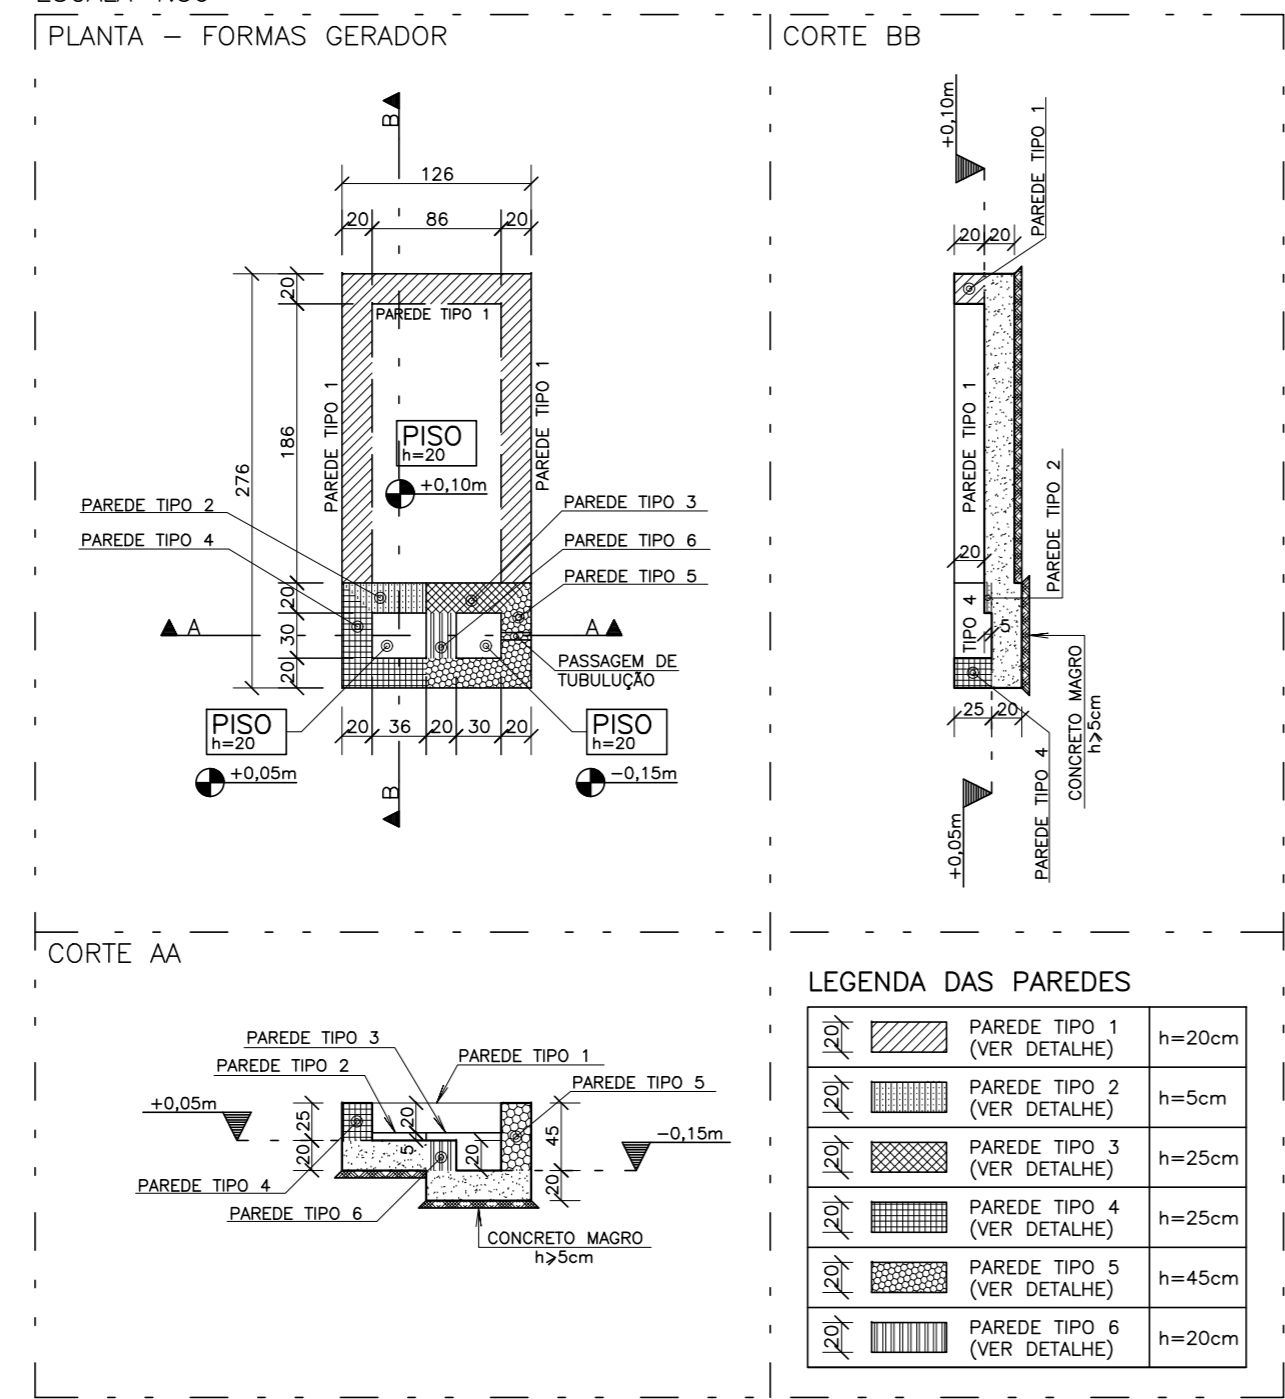 PLANTA – FORMAS GERADOR
B
126
20
86
20
20
276
186
20
30
20
PAREDE TIPO 1
PAREDE TIPO 1
PAREDE TIPO 1
PISO
h=20
+0,10m
PAREDE TIPO 2
PAREDE TIPO 4
PAREDE TIPO 3
PAREDE TIPO 6
PAREDE TIPO 5
A
A
PASSAGEM DE
TUBULUÇÃO
PISO
h=20
+0,05m
20
36
20
30
20
PISO
h=20
-0,15m
B
CORTE BB
+0,10m
PAREDE TIPO 1
20
20
PAREDE TIPO 1
PAREDE TIPO 2
20
TIPO 4
5
25
20
CONCRETO MAGRO
h≥5cm
PAREDE TIPO 4
+0,05m
CORTE AA
PAREDE TIPO 3
PAREDE TIPO 2
PAREDE TIPO 1
PAREDE TIPO 5
+0,05m
25
20
20
5
20
45
20
-0,15m
PAREDE TIPO 4
PAREDE TIPO 6
CONCRETO MAGRO
h≥5cm
LEGENDA DAS PAREDES
20
PAREDE TIPO 1
(VER DETALHE)
h=20cm
20
PAREDE TIPO 2
(VER DETALHE)
h=5cm
20
PAREDE TIPO 3
(VER DETALHE)
h=25cm
20
PAREDE TIPO 4
(VER DETALHE)
h=25cm
20
PAREDE TIPO 5
(VER DETALHE)
h=45cm
20
PAREDE TIPO 6
(VER DETALHE)
h=20cm